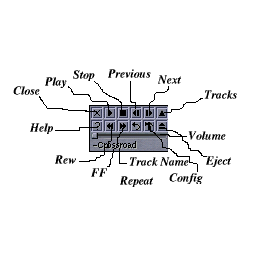 Previous
Stop
Next
Play
Close
Tracks
Help
Volume
-Crossroad
Rew
FF
Track Name
Eject
Repeat
Config